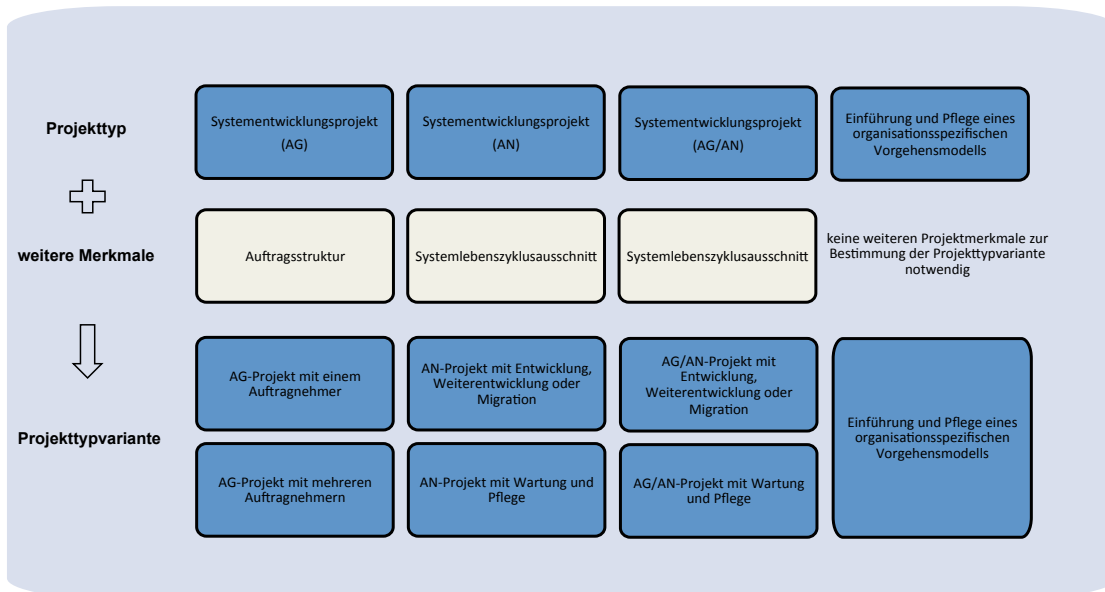 Projekttyp
Systementwicklungsprojekt
(AG)
Systementwicklungsprojekt
(AN)
Systementwicklungsprojekt
(AG/AN)
Einführung und Pflege eines
organisationsspezifischen
Vorgehensmodells
weitere Merkmale
Auftragsstruktur
Systemlebenszyklusausschnitt
Systemlebenszyklusausschnitt
keine weiteren Projektmerkmale zur
Bestimmung der Projekttypvariante
notwendig
Projekttypvariante
AG-Projekt mit einem
Auftragnehmer
AN-Projekt mit Entwicklung,
Weiterentwicklung oder
Migration
AG/AN-Projekt mit
Entwicklung,
Weiterentwicklung oder
Migration
Einführung und Pflege eines
organisationsspezifischen
Vorgehensmodells
AG-Projekt mit mehreren
Auftragnehmern
AN-Projekt mit Wartung und
Pflege
AG/AN-Projekt mit Wartung
und Pflege